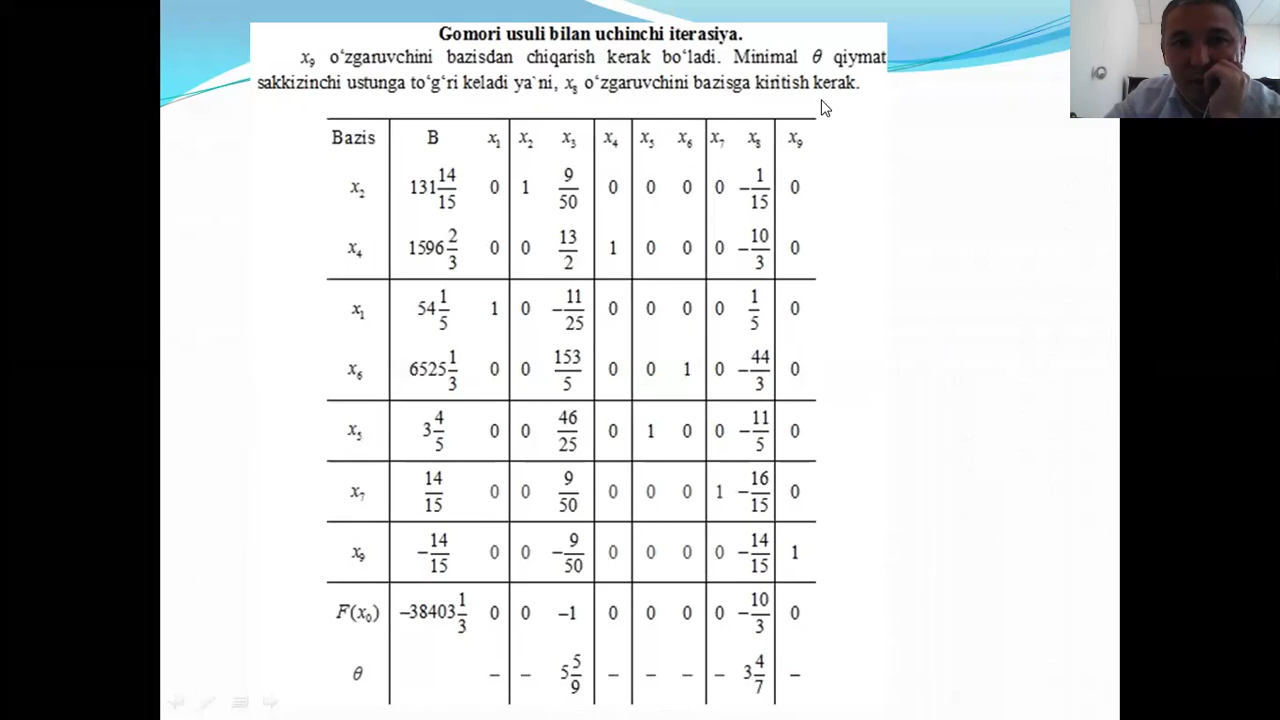 Gomori usuli bilan uchinchi iterasiya.
x₉ o‘zgaruvchini bazisdan chiqarish kerak bo‘ladi. Minimal θ qiymat
sakkizinchi ustunga to‘g‘ri keladi ya`ni, x₈ o‘zgaruvchini bazisga kiritish kerak.
Bazis B x₁ x₂ x₃ x₄ x₅ x₆ x₇ x₈ x₉
x₂ 131 14/15 0 1 9/50 0 0 0 0 −1/15 0
x₄ 1596 2/3 0 0 13/2 1 0 0 0 −10/3 0
x₁ 54 1/5 1 0 −11/25 0 0 0 0 1/5 0
x₆ 6525 1/3 0 0 153/5 0 0 1 0 −44/3 0
x₅ 3 4/5 0 0 46/25 0 1 0 0 −11/5 0
x₇ 14/15 0 0 9/50 0 0 0 1 −16/15 0
x₉ −14/15 0 0 −9/50 0 0 0 0 −14/15 1
F(x₀) −38403 1/3 0 0 −1 0 0 0 0 −10/3 0
θ – – 5 5/9 – – – – 3 4/7 –